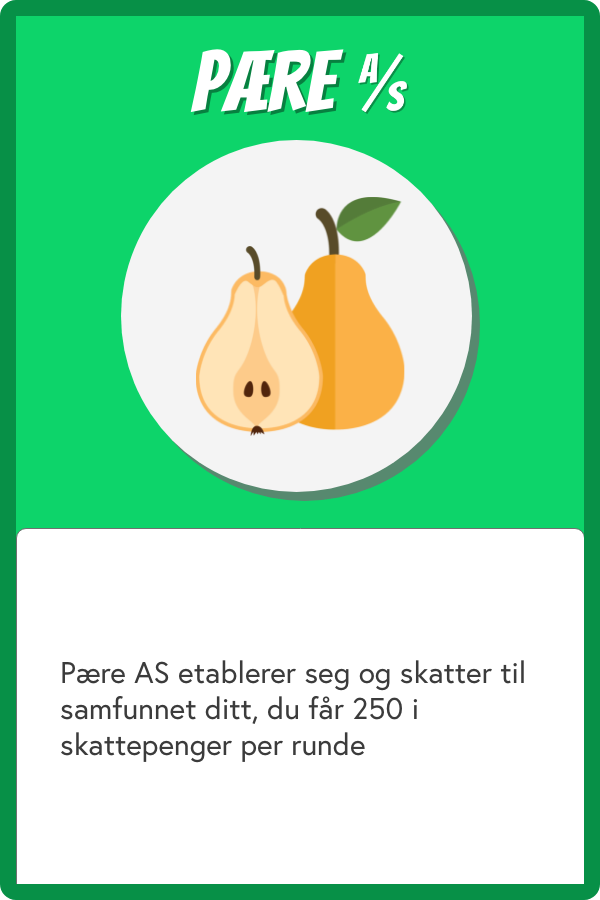 PÆRE A/S
Pære AS etablerer seg og skatter til
samfunnet ditt, du får 250 i
skattepenger per runde